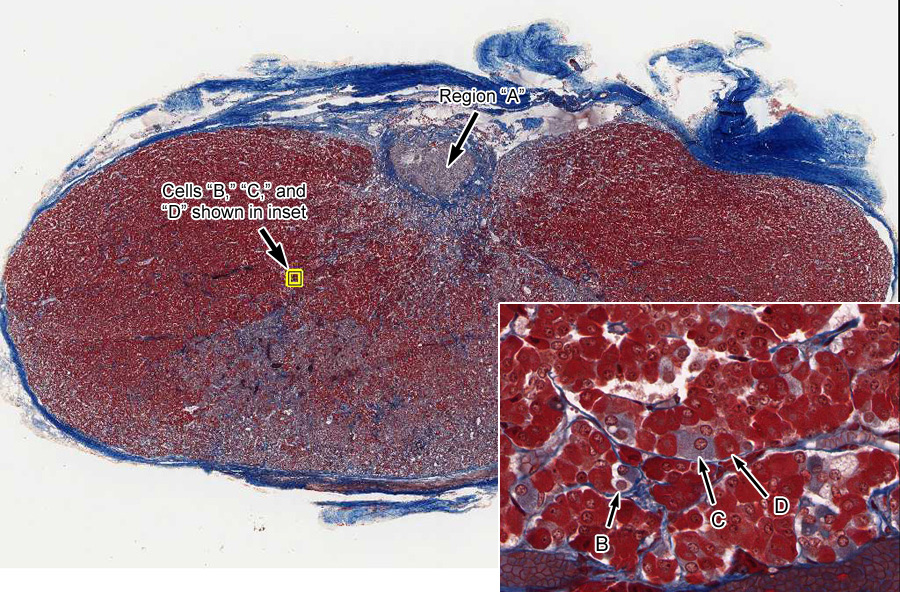 Region “A”
Cells “B,” “C,” and
“D” shown in inset
B
C
D